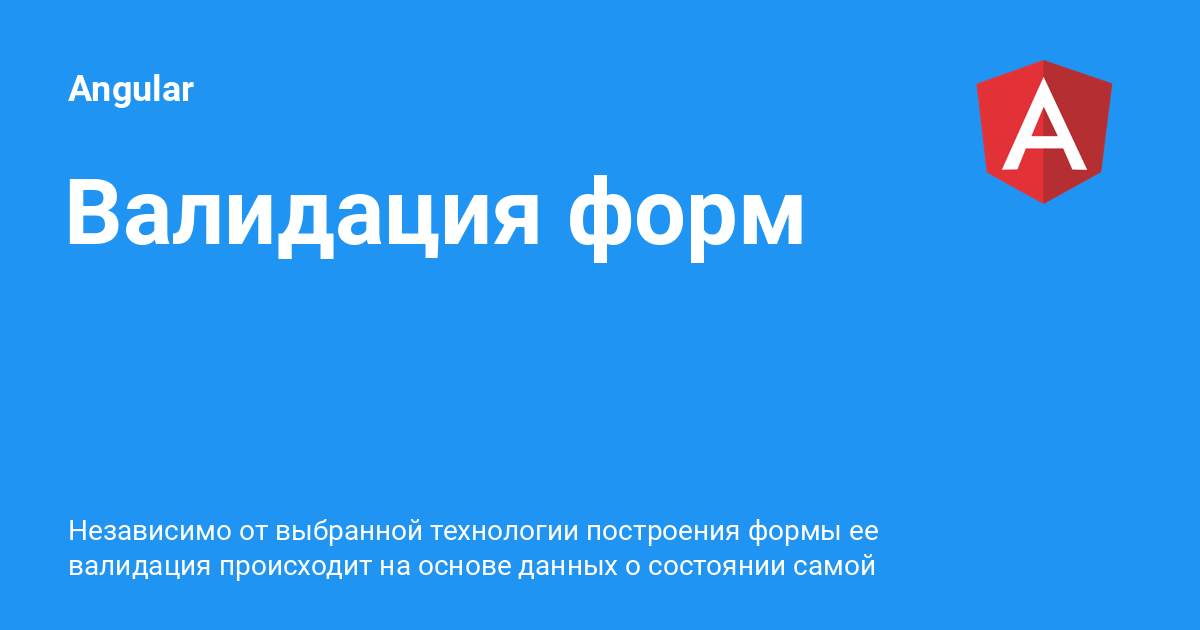 Angular
Валидация форм
Независимо от выбранной технологии построения формы ее
валидация происходит на основе данных о состоянии самой